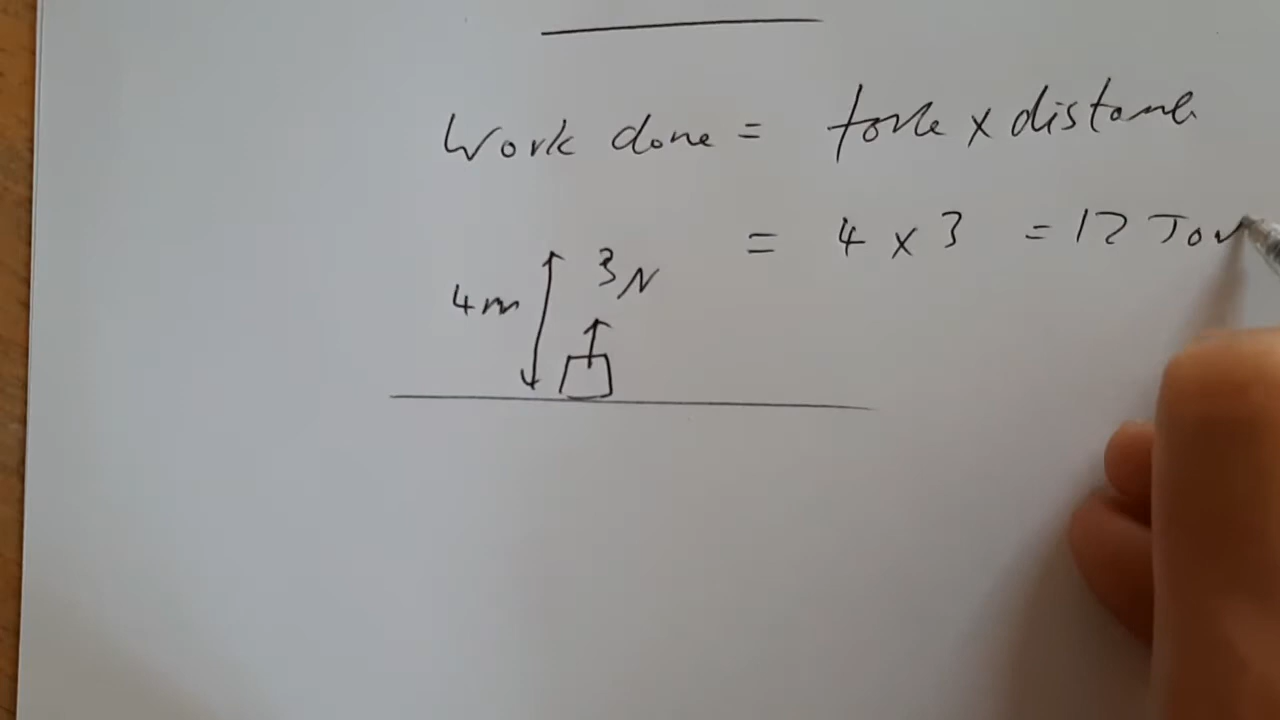 Work done = force x distance
= 4 x 3 = 12 Jou
3N
4m